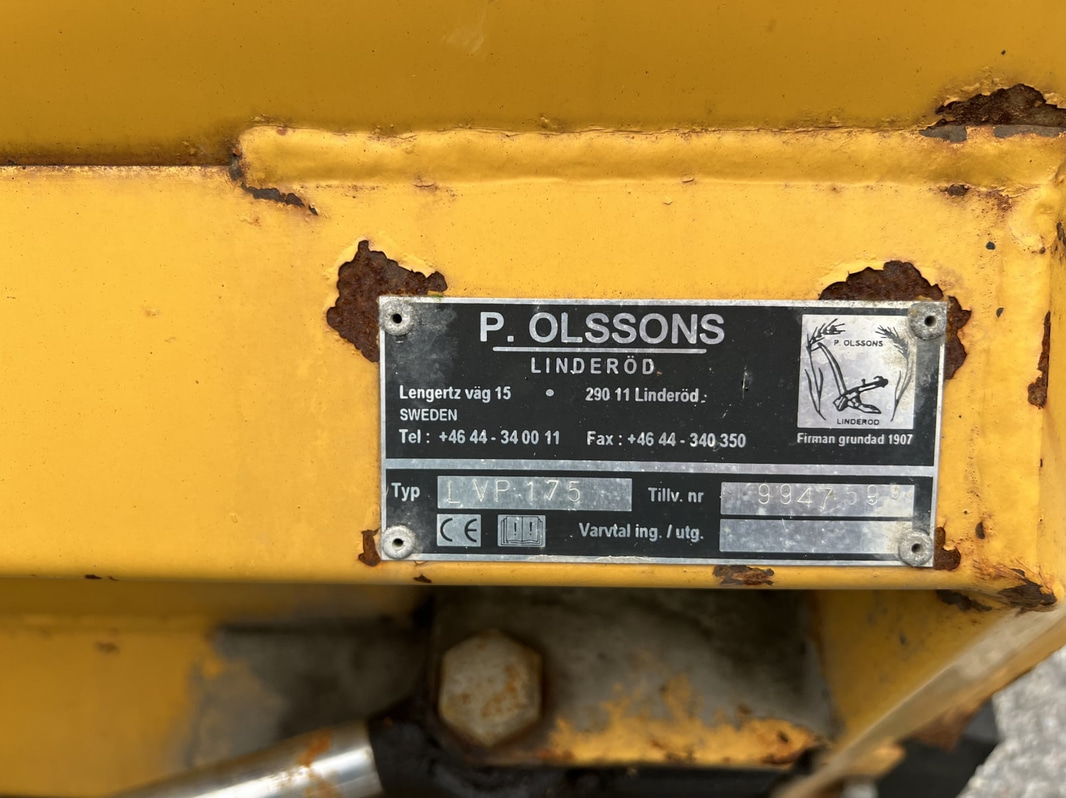 P. OLSSONS
LINDERÖD
Lengertz väg 15 • 290 11 Linderöd
SWEDEN
Tel : +46 44 - 34 00 11 Fax : +46 44 - 340 350
P. OLSSONS
LINDERÖD
Firman grundad 1907
Typ LVP-175 Tillv. nr
CE Varvtal ing. / utg.